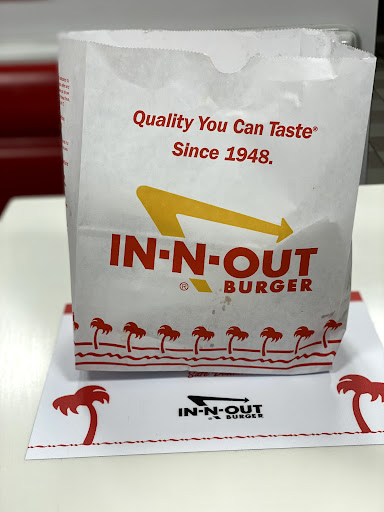 Quality You Can Taste®
Since 1948.
IN-N-OUT
® BURGER
IN-N-OUT
BURGER